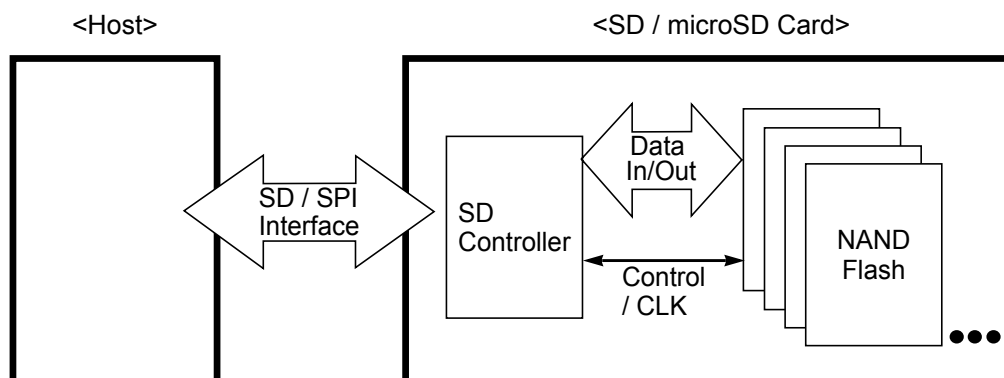 <Host>
<SD / microSD Card>
SD / SPI
Interface
SD
Controller
Data
In/Out
Control
/ CLK
NAND
Flash